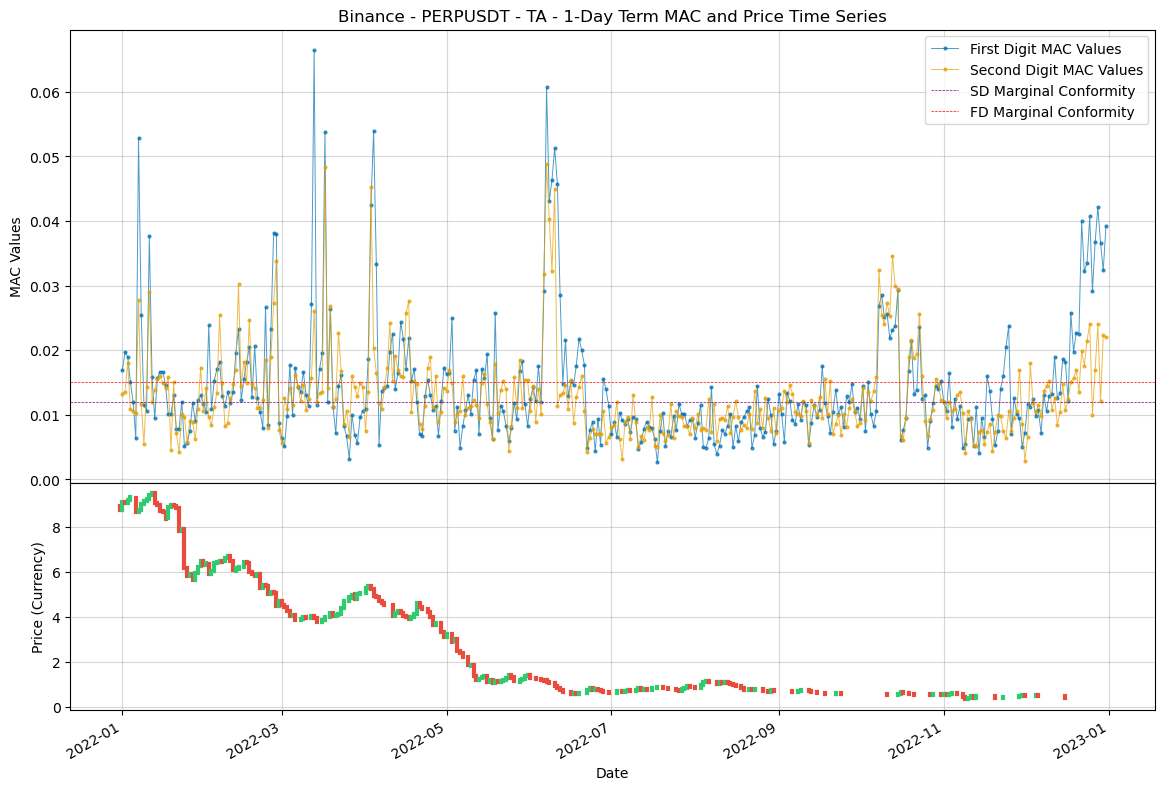 Binance - PERPUSDT - TA - 1-Day Term MAC and Price Time Series
First Digit MAC Values
Second Digit MAC Values
SD Marginal Conformity
FD Marginal Conformity
MAC Values
0.06
0.05
0.04
0.03
0.02
0.01
0.00
Price (Currency)
8
6
4
2
0
2022-01
2022-03
2022-05
2022-07
2022-09
2022-11
2023-01
Date